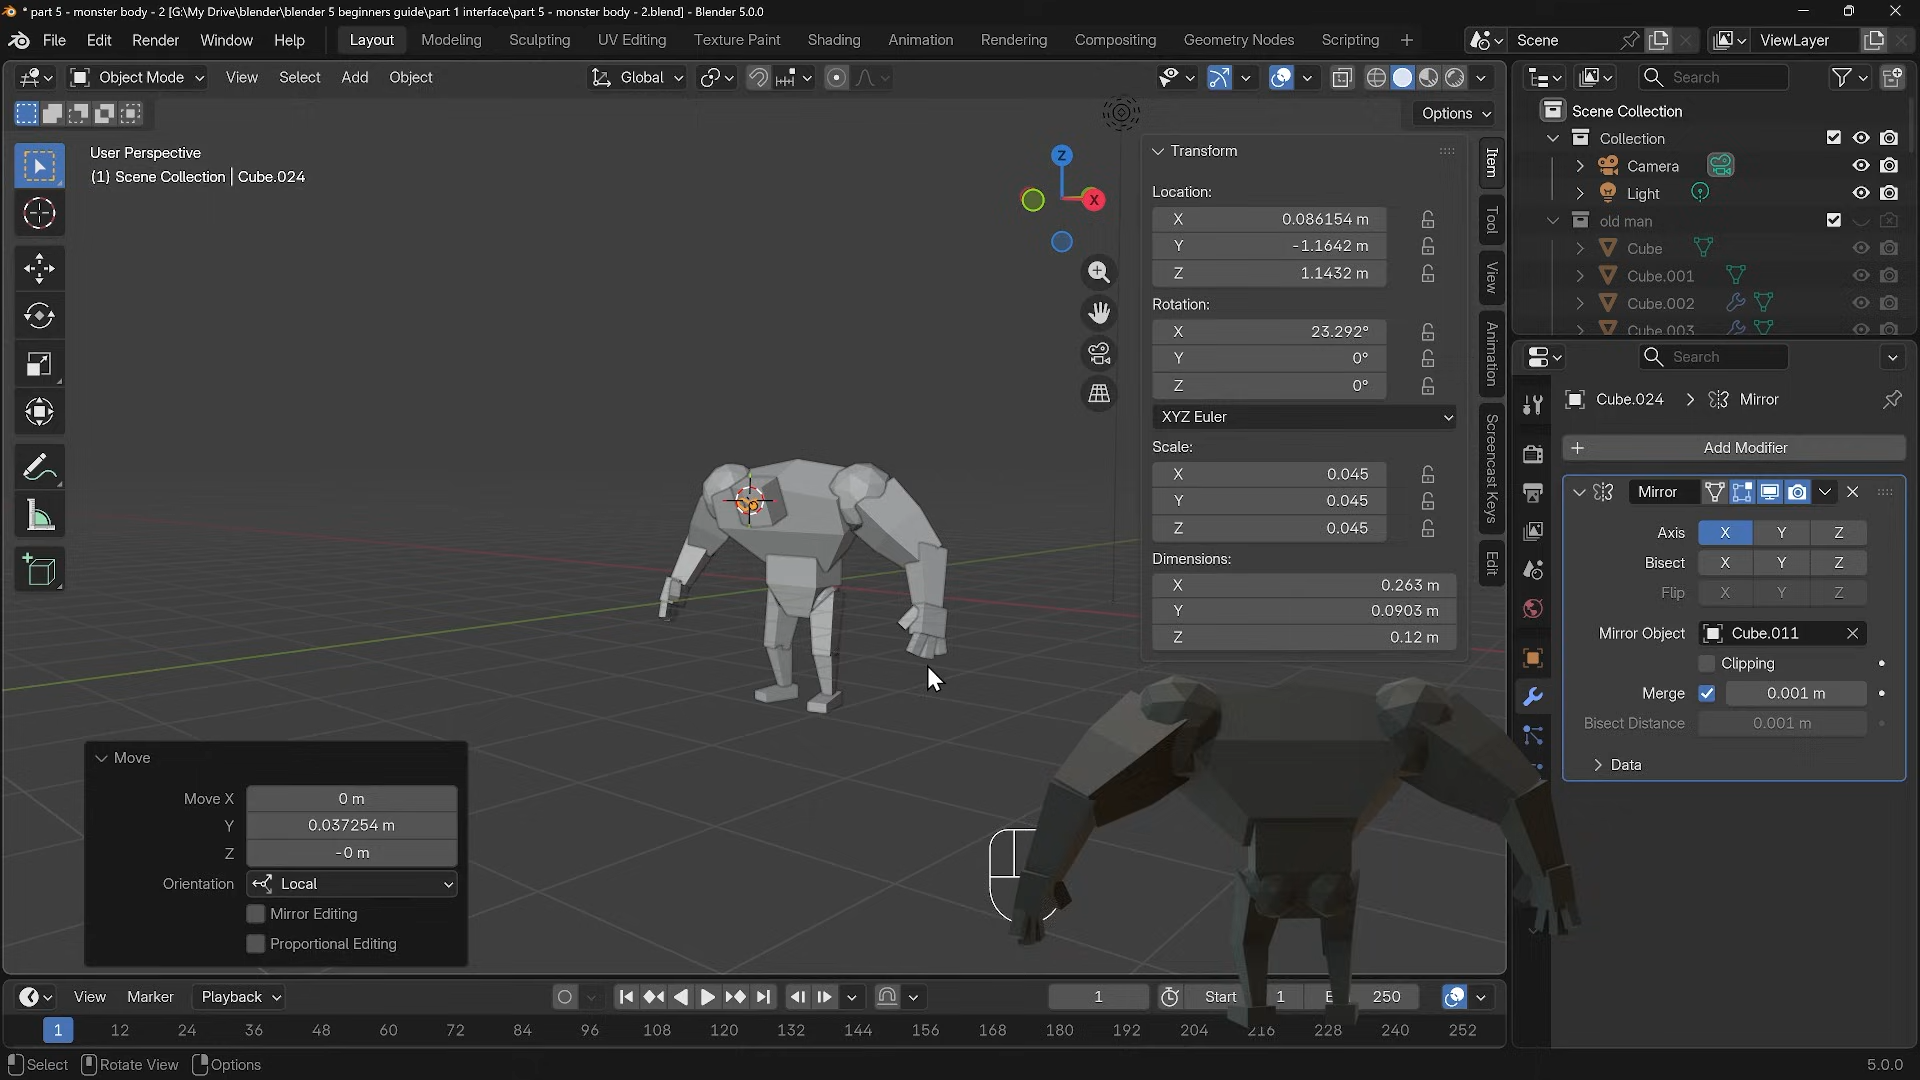 * part 5 - monster body - 2 [G:\My Drive\blender\blender 5 beginners guide\part 1 interface\part 5 - monster body - 2.blend] - Blender 5.0.0
File Edit Render Window Help Layout Modeling Sculpting UV Editing Texture Paint Shading Animation Rendering Compositing Geometry Nodes Scripting + Scene ViewLayer
Object Mode View Select Add Object Global Search
Options
User Perspective
(1) Scene Collection | Cube.024
Z
X
Transform
Location:
X 0.086154 m
Y -1.1642 m
Z 1.1432 m
Rotation:
X 23.292°
Y 0°
Z 0°
XYZ Euler
Scale:
X 0.045
Y 0.045
Z 0.045
Dimensions:
X 0.263 m
Y 0.0903 m
Z 0.12 m
Item
Tool
View
Animation
Screencast Keys
Edit
Scene Collection
Collection
Camera
Light
old man
Cube
Cube.001
Cube.002
Cube.003
Search
Cube.024 > Mirror
+ Add Modifier
Mirror
Axis X Y Z
Bisect X Y Z
Flip X Y Z
Mirror Object Cube.011
Clipping
Merge 0.001 m
Bisect Distance 0.001 m
Data
Move
Move X 0 m
Y 0.037254 m
Z -0 m
Orientation Local
Mirror Editing
Proportional Editing
View Marker Playback 1 Start 1 E 250
1 12 24 36 48 60 72 84 96 108 120 132 144 156 168 180 192 204 216 228 240 252
Select Rotate View Options 5.0.0